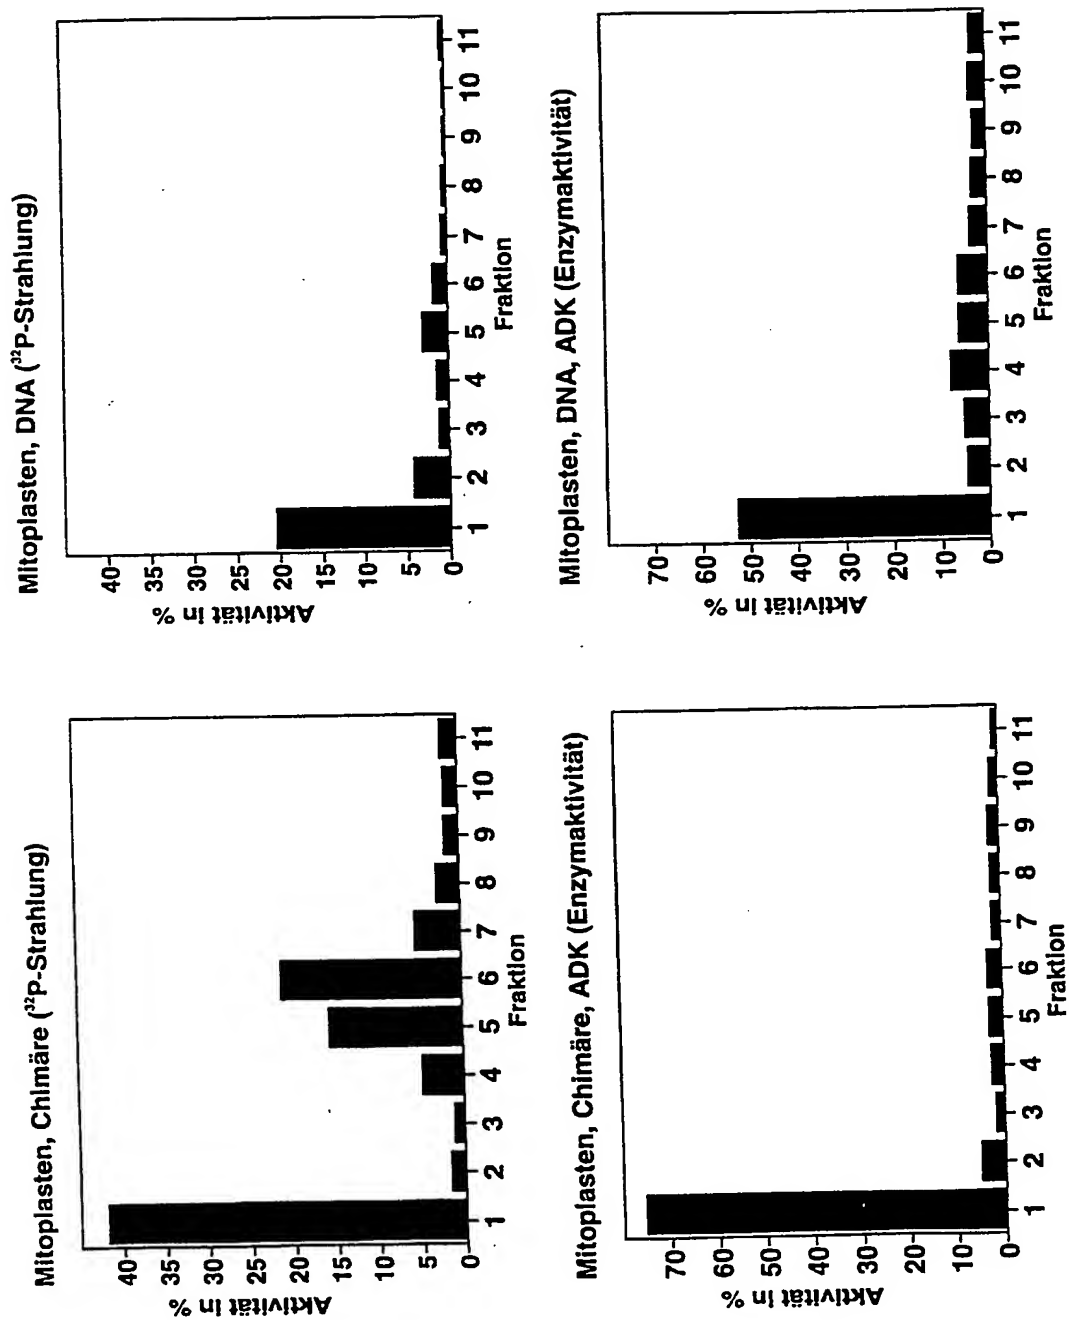 Mitoplasten, Chimäre (³²P-Strahlung)
Aktivität in %
40
35
30
25
20
15
10
5
0
1 2 3 4 5 6 7 8 9 10 11
Fraktion
Mitoplasten, DNA (³²P-Strahlung)
Aktivität in %
40
35
30
25
20
15
10
5
0
1 2 3 4 5 6 7 8 9 10 11
Fraktion
Mitoplasten, Chimäre, ADK (Enzymaktivität)
Aktivität in %
70
60
50
40
30
20
10
0
1 2 3 4 5 6 7 8 9 10 11
Fraktion
Mitoplasten, DNA, ADK (Enzymaktivität)
Aktivität in %
70
60
50
40
30
20
10
0
1 2 3 4 5 6 7 8 9 10 11
Fraktion